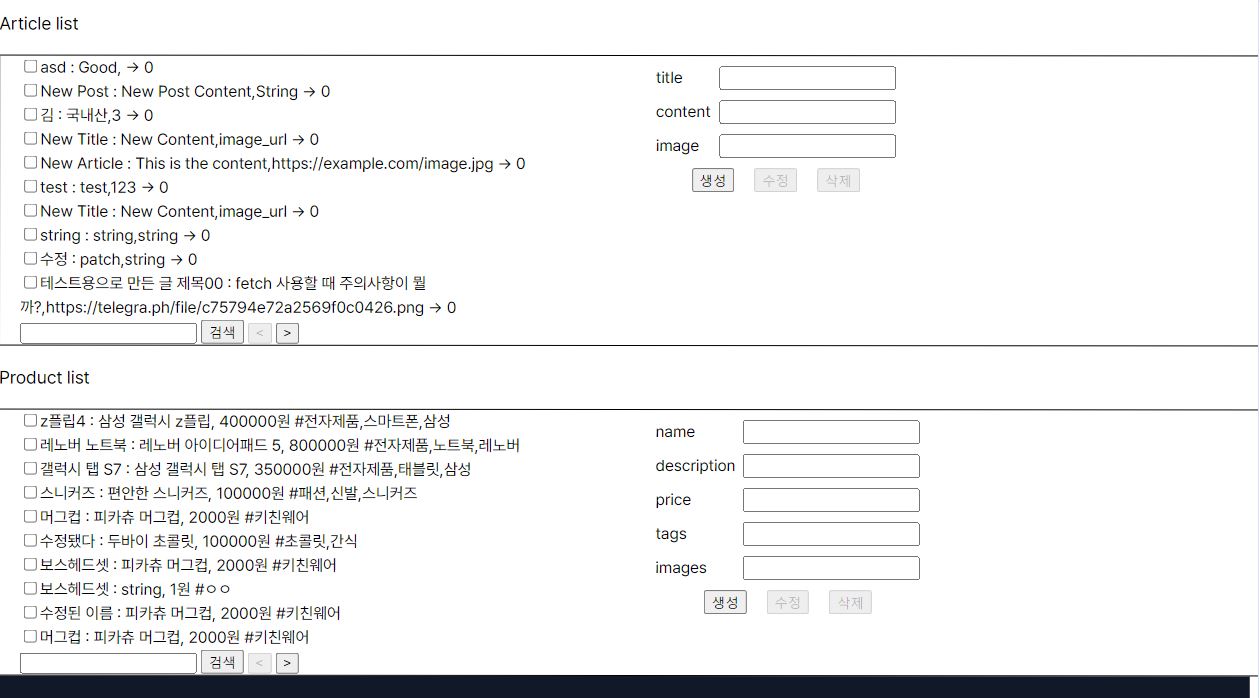 Article list
asd : Good, → 0
New Post : New Post Content,String → 0
김 : 국내산,3 → 0
New Title : New Content,image_url → 0
New Article : This is the content,https://example.com/image.jpg → 0
test : test,123 → 0
New Title : New Content,image_url → 0
string : string,string → 0
수정 : patch,string → 0
테스트용으로 만든 글 제목00 : fetch 사용할 때 주의사항이 뭘
까?,https://telegra.ph/file/c75794e72a2569f0c0426.png → 0
검색 < >
title
content
image
생성 수정 삭제
Product list
z플립4 : 삼성 갤럭시 z플립, 400000원 #전자제품,스마트폰,삼성
레노버 노트북 : 레노버 아이디어패드 5, 800000원 #전자제품,노트북,레노버
갤럭시 탭 S7 : 삼성 갤럭시 탭 S7, 350000원 #전자제품,태블릿,삼성
스니커즈 : 편안한 스니커즈, 100000원 #패션,신발,스니커즈
머그컵 : 피카츄 머그컵, 2000원 #키친웨어
수정됐다 : 두바이 초콜릿, 100000원 #초콜릿,간식
보스헤드셋 : 피카츄 머그컵, 2000원 #키친웨어
보스헤드셋 : string, 1원 #ㅇㅇ
수정된 이름 : 피카츄 머그컵, 2000원 #키친웨어
머그컵 : 피카츄 머그컵, 2000원 #키친웨어
검색 < >
name
description
price
tags
images
생성 수정 삭제